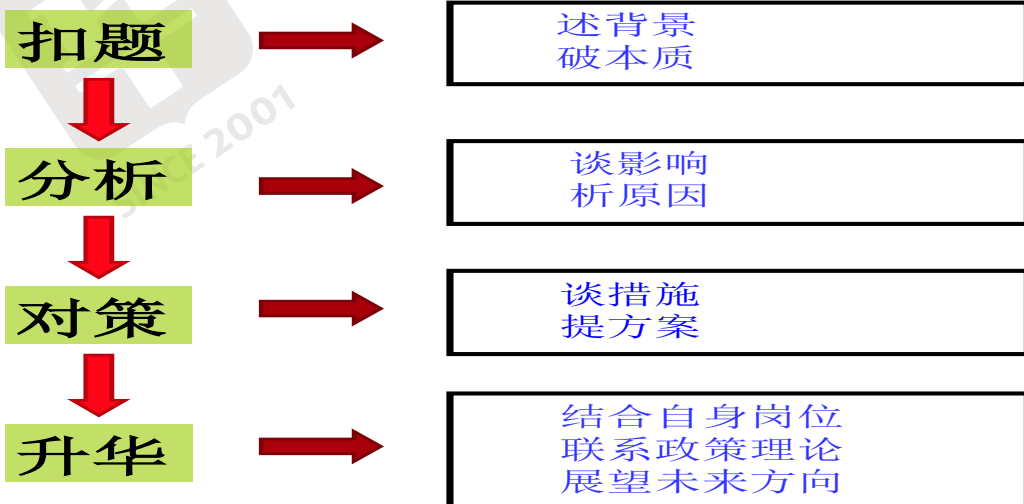 扣题
述背景
破本质
分析
谈影响
析原因
对策
谈措施
提方案
升华
结合自身岗位
联系政策理论
展望未来方向
SINCE 2001